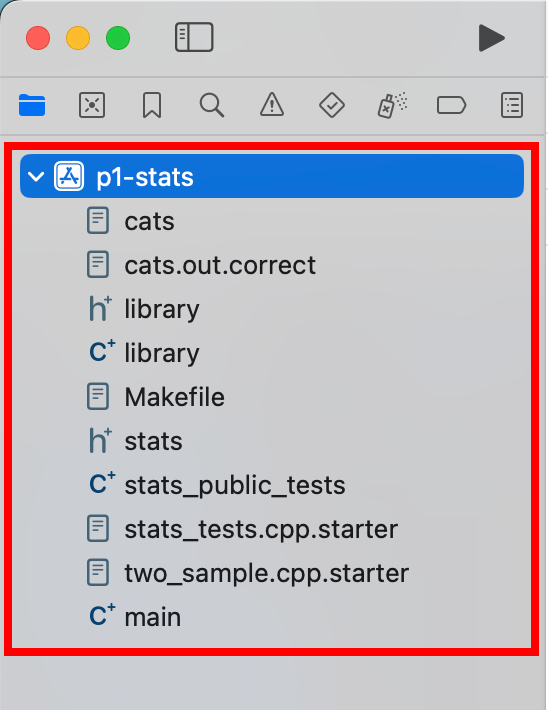 p1-stats
cats
cats.out.correct
h+ library
C+ library
Makefile
h+ stats
C+ stats_public_tests
stats_tests.cpp.starter
two_sample.cpp.starter
C+ main